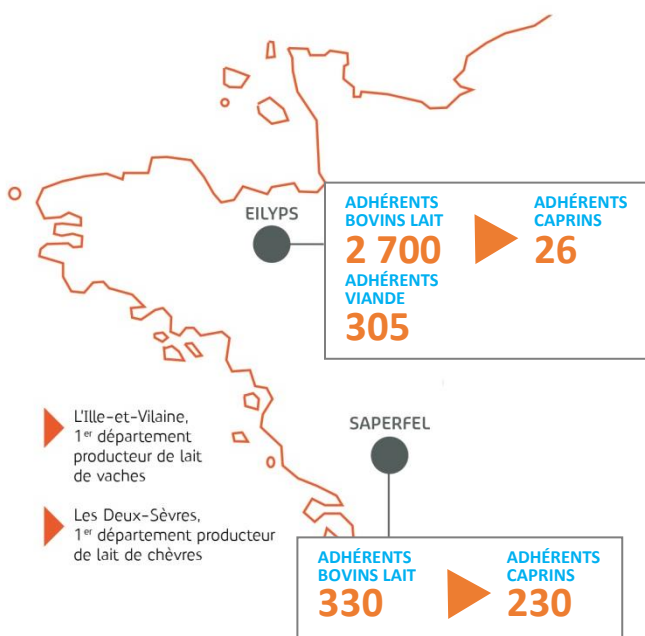 EILYPS
ADHÉRENTS
BOVINS LAIT
2 700
ADHÉRENTS
VIANDE
305
ADHÉRENTS
CAPRINS
26
L'Ille-et-Vilaine,
1er département
producteur de lait
de vaches
Les Deux-Sèvres,
1er département producteur
de lait de chèvres
SAPERFEL
ADHÉRENTS
BOVINS LAIT
330
ADHÉRENTS
CAPRINS
230